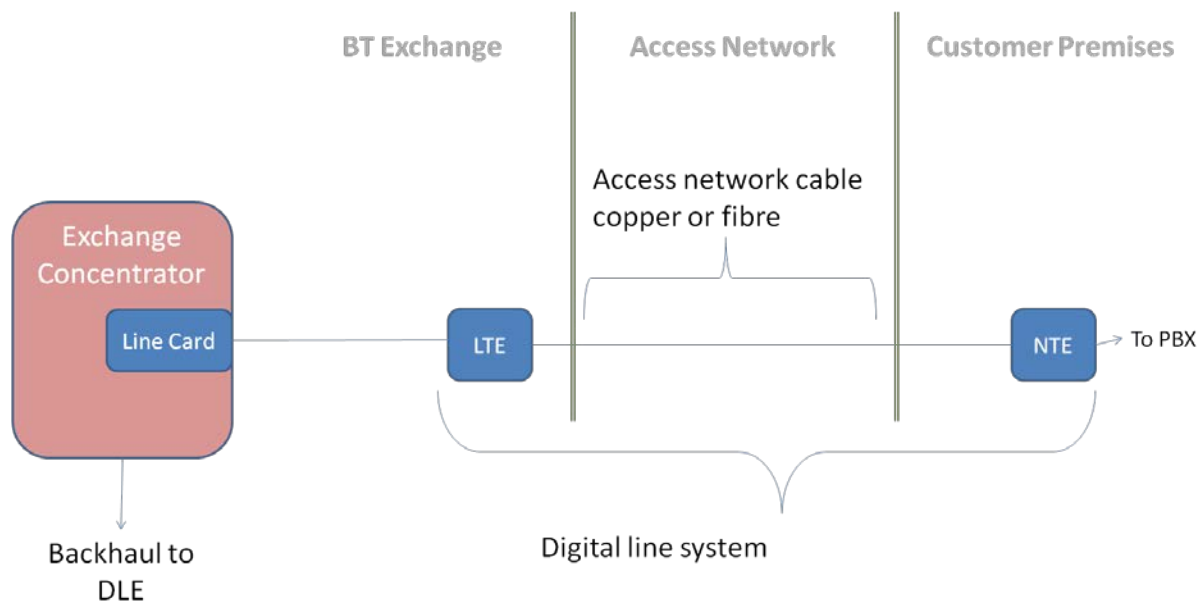 BT Exchange
Access Network
Customer Premises
Access network cable
copper or fibre
Exchange
Concentrator
Line Card
LTE
NTE
To PBX
Backhaul to
DLE
Digital line system